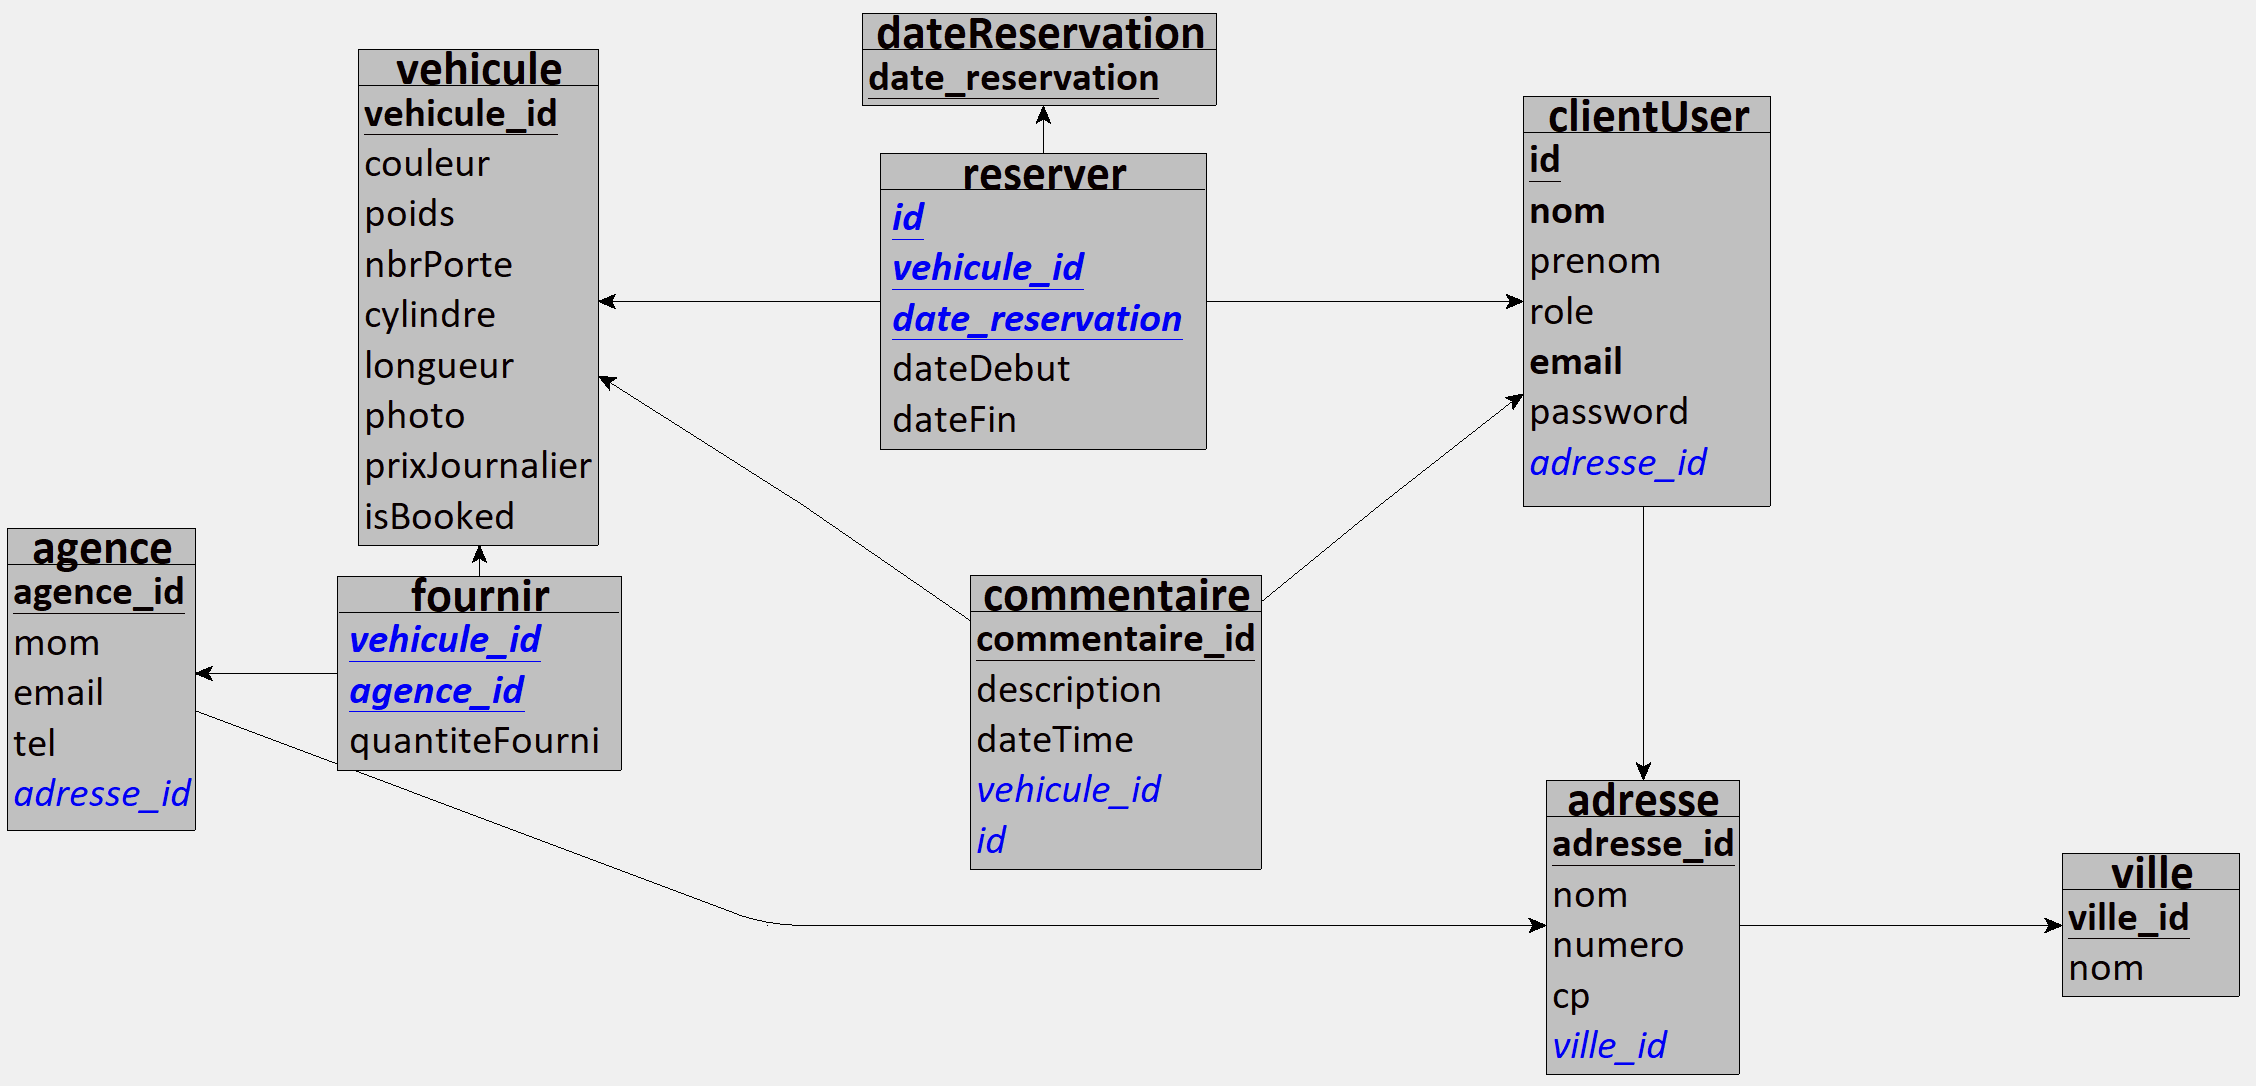 dateReservation
date_reservation
vehicule
vehicule_id
couleur
poids
nbrPorte
cylindre
longueur
photo
prixJournalier
isBooked
reserver
id
vehicule_id
date_reservation
dateDebut
dateFin
clientUser
id
nom
prenom
role
email
password
adresse_id
agence
agence_id
mom
email
tel
adresse_id
fournir
vehicule_id
agence_id
quantiteFourni
commentaire
commentaire_id
description
dateTime
vehicule_id
id
adresse
adresse_id
nom
numero
cp
ville_id
ville
ville_id
nom